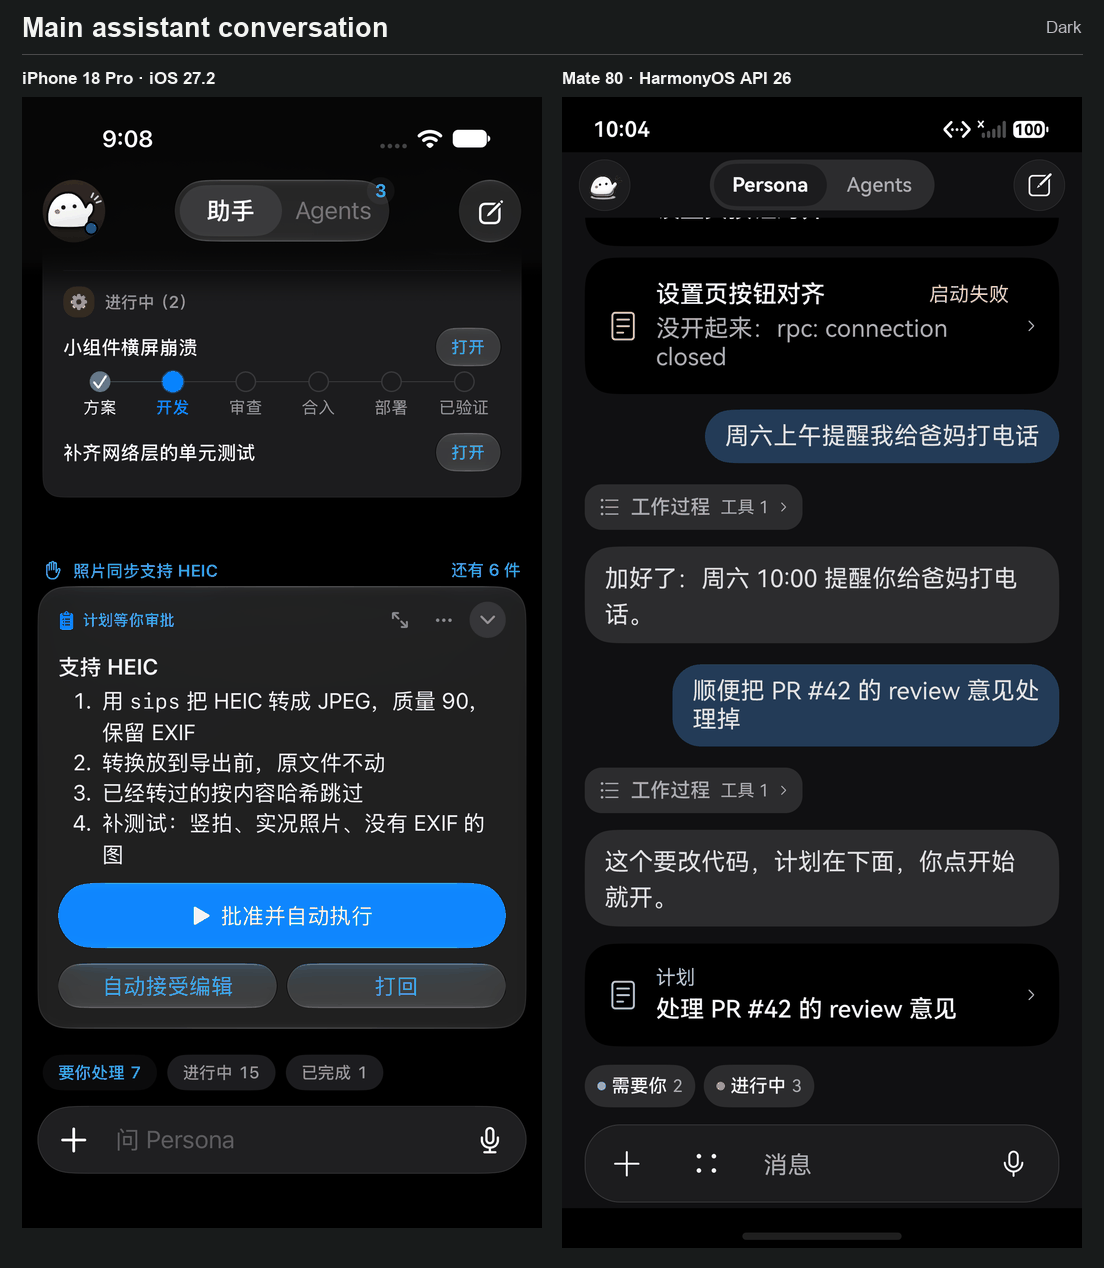 Main assistant conversation
Dark
iPhone 18 Pro · iOS 27.2
9:08
助手
Agents
3
进行中 (2)
小组件横屏崩溃
打开
方案
开发
审查
合入
部署
已验证
补齐网络层的单元测试
打开
照片同步支持 HEIC
还有 6 件
计划等你审批
支持 HEIC
1. 用 sips 把 HEIC 转成 JPEG，质量 90，
保留 EXIF
2. 转换放到导出前，原文件不动
3. 已经转过的按内容哈希跳过
4. 补测试：竖拍、实况照片、没有 EXIF 的
图
批准并自动执行
自动接受编辑
打回
要你处理 7
进行中 15
已完成 1
问 Persona
Mate 80 · HarmonyOS API 26
10:04
100
Persona
Agents
设置页按钮对齐
启动失败
没开起来：rpc: connection
closed
周六上午提醒我给爸妈打电话
工作过程 工具 1
加好了：周六 10:00 提醒你给爸妈打电
话。
顺便把 PR #42 的 review 意见处
理掉
工作过程 工具 1
这个要改代码，计划在下面，你点开始
就开。
计划
处理 PR #42 的 review 意见
需要你 2
进行中 3
消息